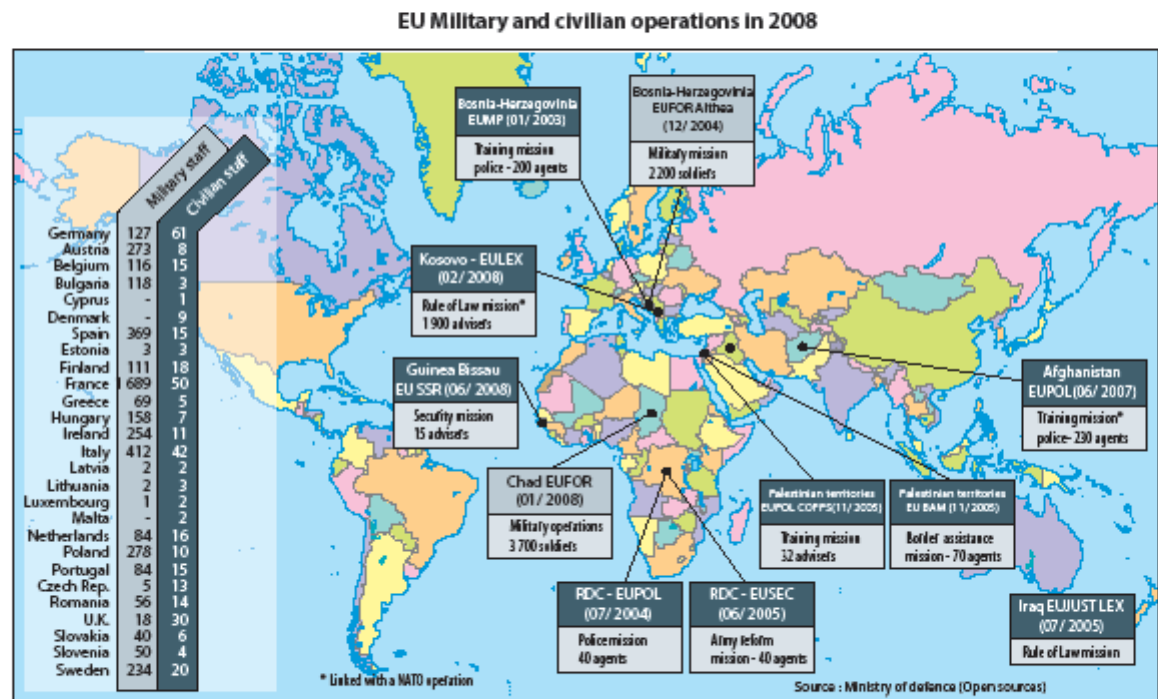 EU Military and civilian operations in 2008
Military staff
Civilian staff
Germany 127 61
Austria 273 8
Belgium 116 15
Bulgaria 118 3
Cyprus - 1
Denmark - 9
Spain 369 15
Estonia 3 3
Finland 111 18
France 1 689 50
Greece 69 5
Hungary 158 7
Ireland 254 11
Italy 412 42
Latvia 2 2
Lithuania 2 3
Luxembourg 1 2
Malta - 2
Netherlands 84 16
Poland 278 10
Portugal 84 15
Czech Rep. 5 13
Romania 56 14
U.K. 18 30
Slovakia 40 6
Slovenia 50 4
Sweden 234 20
Bosnia-Herzegovinia
EUMP (01/2003)
Training mission
police - 200 agents
Bosnia-Herzegovinia
EUFOR Althea
(12/2004)
Military mission
2 200 soldiers
Kosovo - EULEX
(02/2008)
Rule of Law mission*
1 900 advisers
Guinea Bissau
EU SSR (06/2008)
Security mission
15 advisers
Chad EUFOR
(01/2008)
Military operations
3 700 soldiers
Afghanistan
EUPOL (06/2007)
Training mission*
police- 230 agents
Palestinian territories
EUPOL COPPS (11/2005)
Training mission
32 advisers
Palestinian territories
EU BAM (11/2005)
Border assistance
mission - 70 agents
RDC - EUPOL
(07/2004)
Police mission
40 agents
RDC - EUSEC
(06/2005)
Army reform
mission - 40 agents
Iraq EUJUST LEX
(07/2005)
Rule of Law mission
* Linked with a NATO operation
Source : Ministry of defence (Open sources)